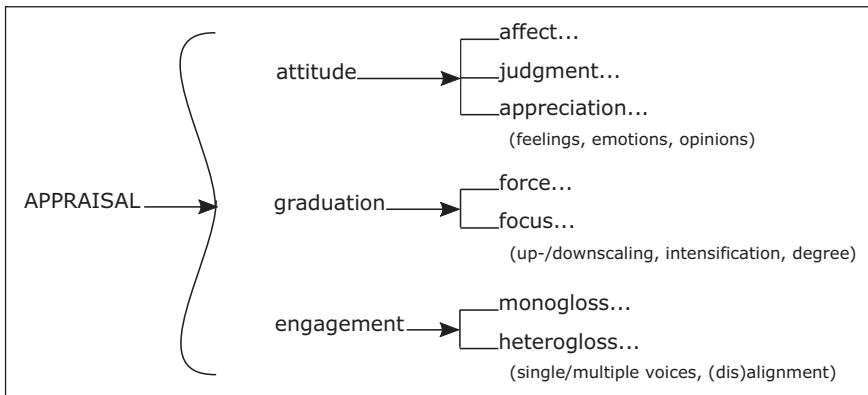 APPRAISAL
attitude
affect...
judgment...
appreciation...
(feelings, emotions, opinions)
graduation
force...
focus...
(up-/downscaling, intensification, degree)
engagement
monogloss...
heterogloss...
(single/multiple voices, (dis)alignment)